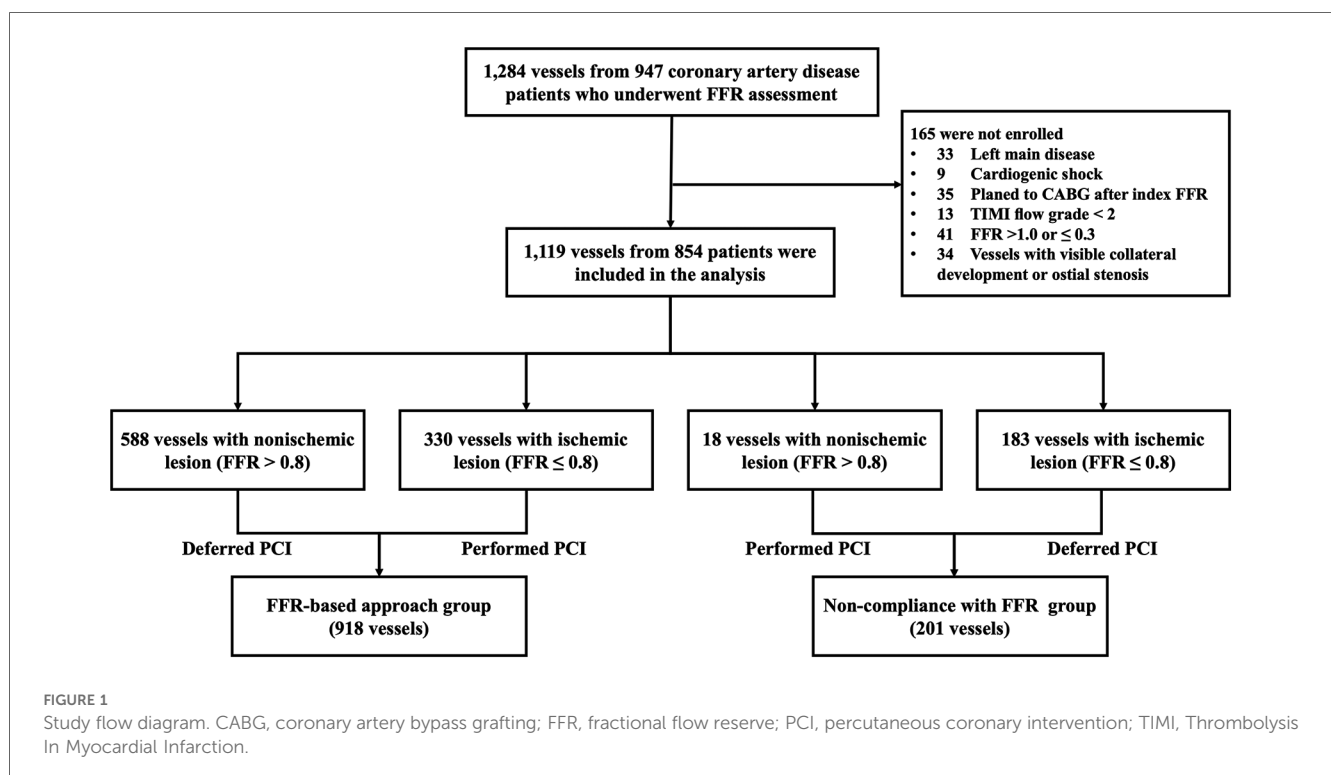 1,284 vessels from 947 coronary artery disease
patients who underwent FFR assessment
165 were not enrolled
• 33 Left main disease
• 9 Cardiogenic shock
• 35 Planed to CABG after index FFR
• 13 TIMI flow grade < 2
• 41 FFR >1.0 or ≤ 0.3
• 34 Vessels with visible collateral
development or ostial stenosis
1,119 vessels from 854 patients were
included in the analysis
588 vessels with nonischemic
lesion (FFR > 0.8)
330 vessels with ischemic
lesion (FFR ≤ 0.8)
18 vessels with nonischemic
lesion (FFR > 0.8)
183 vessels with ischemic
lesion (FFR ≤ 0.8)
Deferred PCI
Performed PCI
Performed PCI
Deferred PCI
FFR-based approach group
(918 vessels)
Non-compliance with FFR group
(201 vessels)
FIGURE 1
Study flow diagram. CABG, coronary artery bypass grafting; FFR, fractional flow reserve; PCI, percutaneous coronary intervention; TIMI, Thrombolysis
In Myocardial Infarction.